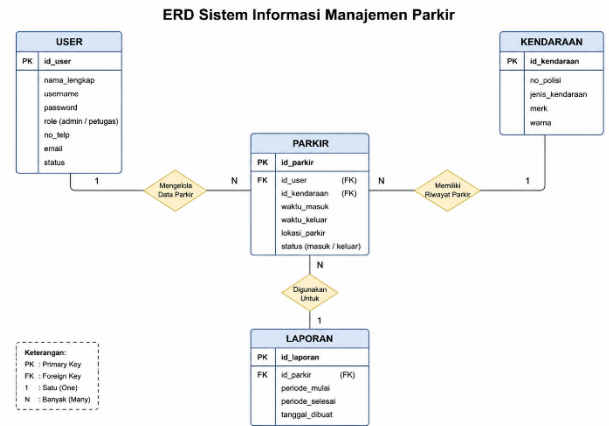 ERD Sistem Informasi Manajemen Parkir
USER
PK id_user
nama_lengkap
username
password
role (admin / petugas)
no_telp
email
status
KENDARAAN
PK id_kendaraan
no_polisi
jenis_kendaraan
merk
warna
1
Mengelola
Data Parkir
N
PARKIR
PK id_parkir
FK id_user (FK)
id_kendaraan (FK)
waktu_masuk
waktu_keluar
lokasi_parkir
status (masuk / keluar)
N
Memiliki
Riwayat Parkir
1
N
Digunakan
Untuk
1
LAPORAN
PK id_laporan
FK id_parkir (FK)
periode_mulai
periode_selesai
tanggal_dibuat
Keterangan:
PK : Primary Key
FK : Foreign Key
1 : Satu (One)
N : Banyak (Many)